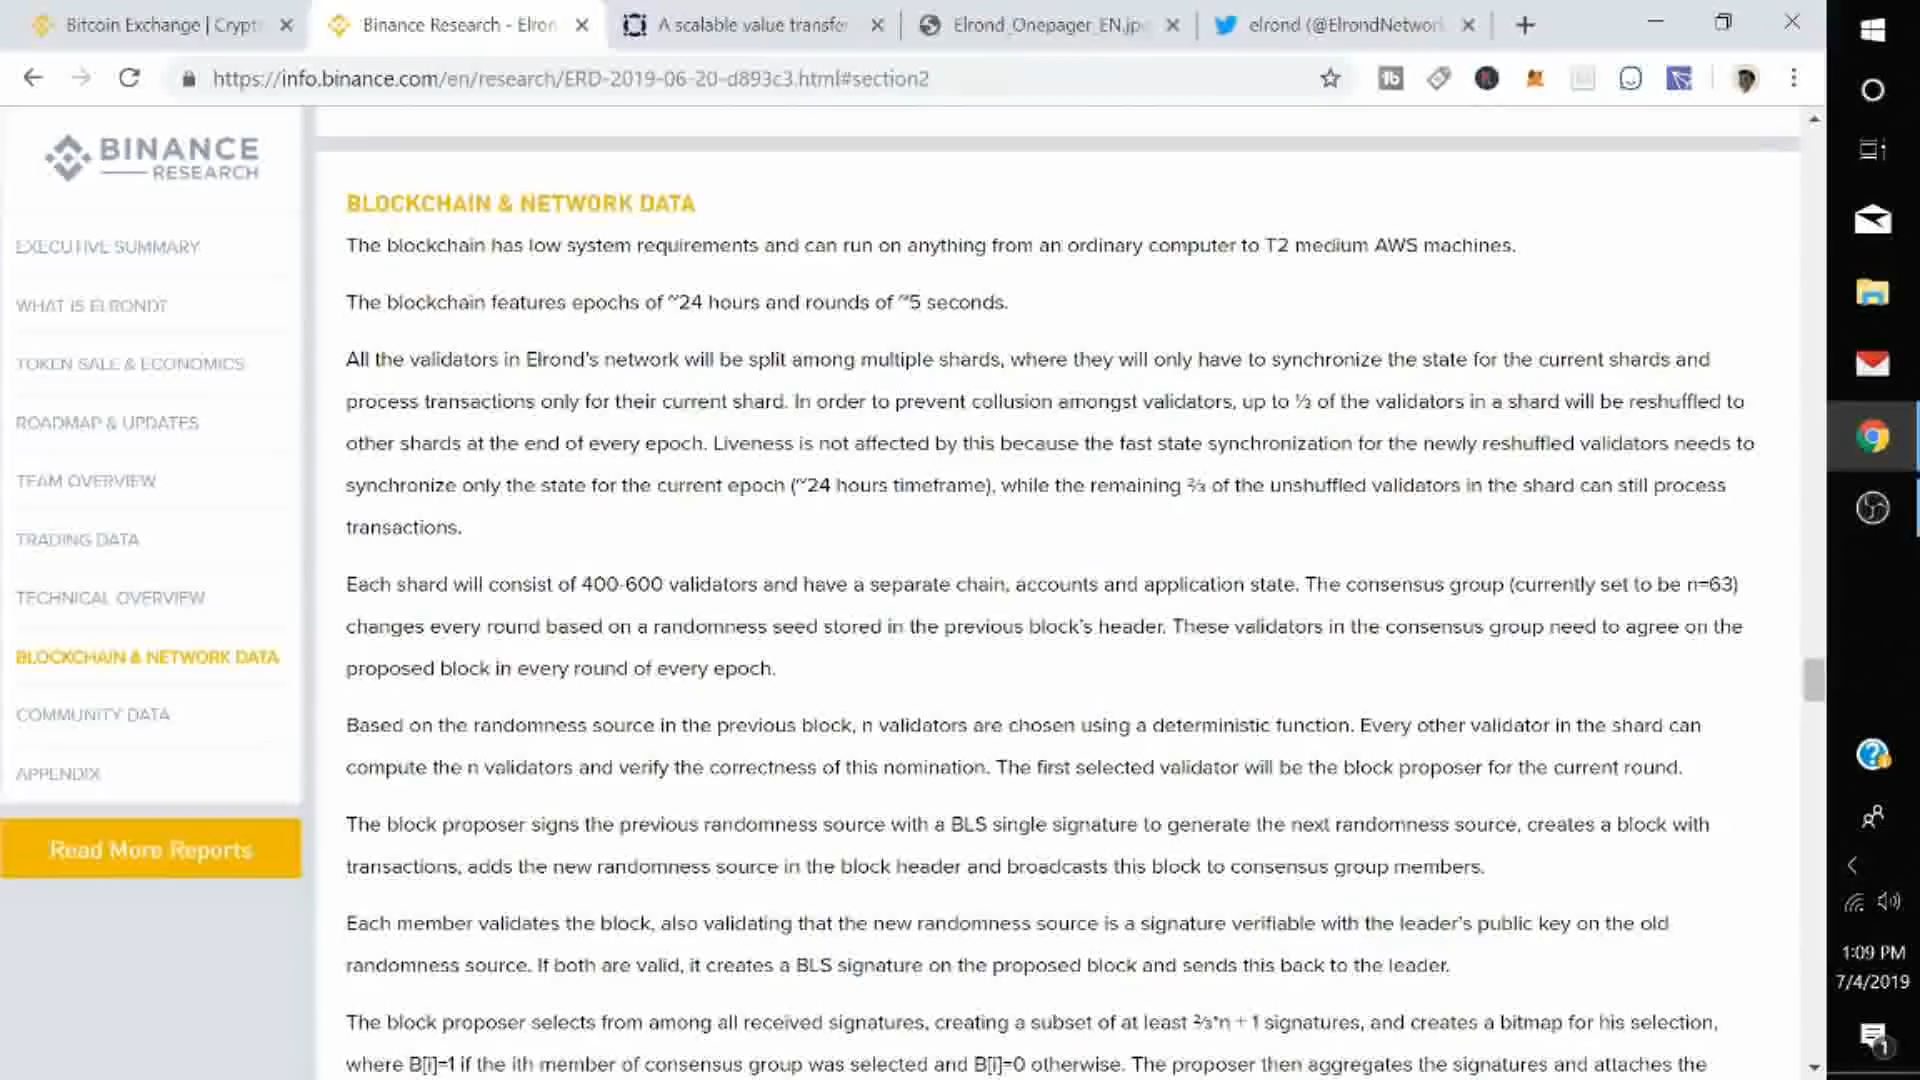 Bitcoin Exchange | Crypt
Binance Research - Elron
A scalable value transfer
Elrond_Onepager_EN.jp
elrond (@ElrondNetwor
https://info.binance.com/en/research/ERD-2019-06-20-d893c3.html#section2
BINANCE
RESEARCH
EXECUTIVE SUMMARY
WHAT IS ELROND?
TOKEN SALE & ECONOMICS
ROADMAP & UPDATES
TEAM OVERVIEW
TRADING DATA
TECHNICAL OVERVIEW
BLOCKCHAIN & NETWORK DATA
COMMUNITY DATA
APPENDIX
Read More Reports
BLOCKCHAIN & NETWORK DATA
The blockchain has low system requirements and can run on anything from an ordinary computer to T2 medium AWS machines.
The blockchain features epochs of ~24 hours and rounds of ~5 seconds.
All the validators in Elrond's network will be split among multiple shards, where they will only have to synchronize the state for the current shards and
process transactions only for their current shard. In order to prevent collusion amongst validators, up to ⅓ of the validators in a shard will be reshuffled to
other shards at the end of every epoch. Liveness is not affected by this because the fast state synchronization for the newly reshuffled validators needs to
synchronize only the state for the current epoch (~24 hours timeframe), while the remaining ⅔ of the unshuffled validators in the shard can still process
transactions.
Each shard will consist of 400-600 validators and have a separate chain, accounts and application state. The consensus group (currently set to be n=63)
changes every round based on a randomness seed stored in the previous block's header. These validators in the consensus group need to agree on the
proposed block in every round of every epoch.
Based on the randomness source in the previous block, n validators are chosen using a deterministic function. Every other validator in the shard can
compute the n validators and verify the correctness of this nomination. The first selected validator will be the block proposer for the current round.
The block proposer signs the previous randomness source with a BLS single signature to generate the next randomness source, creates a block with
transactions, adds the new randomness source in the block header and broadcasts this block to consensus group members.
Each member validates the block, also validating that the new randomness source is a signature verifiable with the leader's public key on the old
randomness source. If both are valid, it creates a BLS signature on the proposed block and sends this back to the leader.
The block proposer selects from among all received signatures, creating a subset of at least ⅔*n + 1 signatures, and creates a bitmap for his selection,
where B[i]=1 if the ith member of consensus group was selected and B[i]=0 otherwise. The proposer then aggregates the signatures and attaches the
1:09 PM
7/4/2019
1